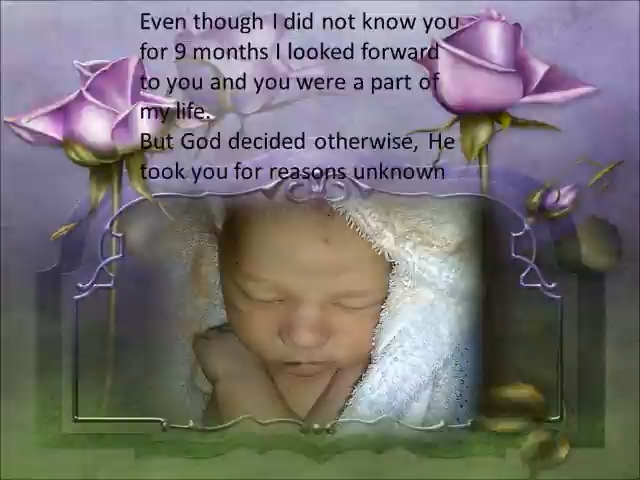 Even though I did not know you
for 9 months I looked forward
to you and you were a part of
my life.
But God decided otherwise, He
took you for reasons unknown